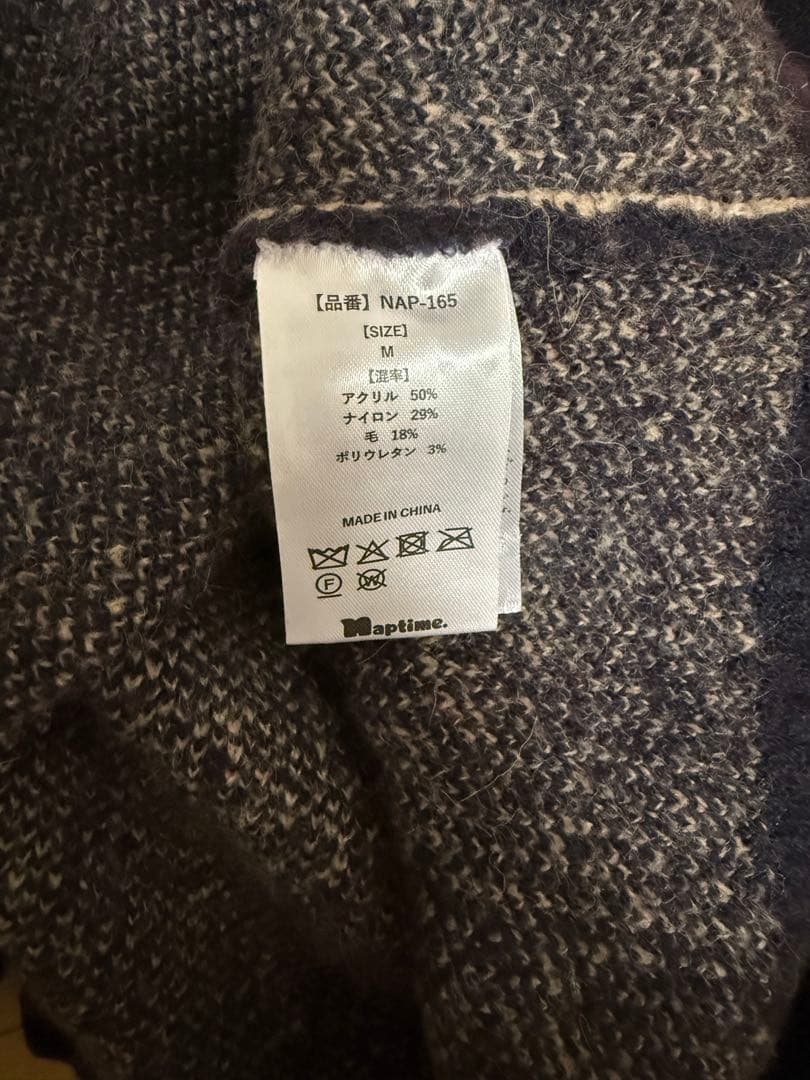 【品番】NAP-165
[SIZE]
M
【混率】
アクリル 50%
ナイロン 29%
毛 18%
ポリウレタン 3%
MADE IN CHINA
F W
Naptime.